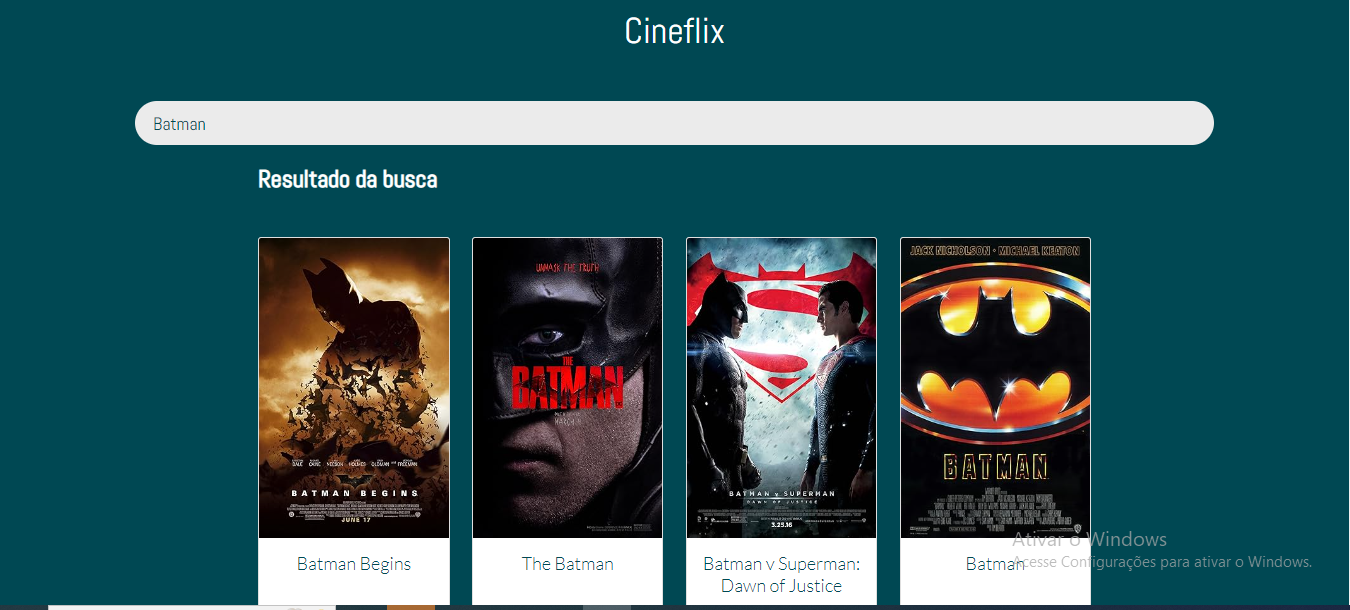 Cineflix
Batman
Resultado da busca
BATMAN BEGINS
JUNE 17
UNMASK THE TRUTH
THE
BATMAN
BATMAN v SUPERMAN
DAWN OF JUSTICE
3.25.16
JACK NICHOLSON · MICHAEL KEATON
BATMAN
Batman Begins
The Batman
Batman v Superman:
Dawn of Justice
Batman
Ativar o Windows
Acesse Configurações para ativar o Windows.